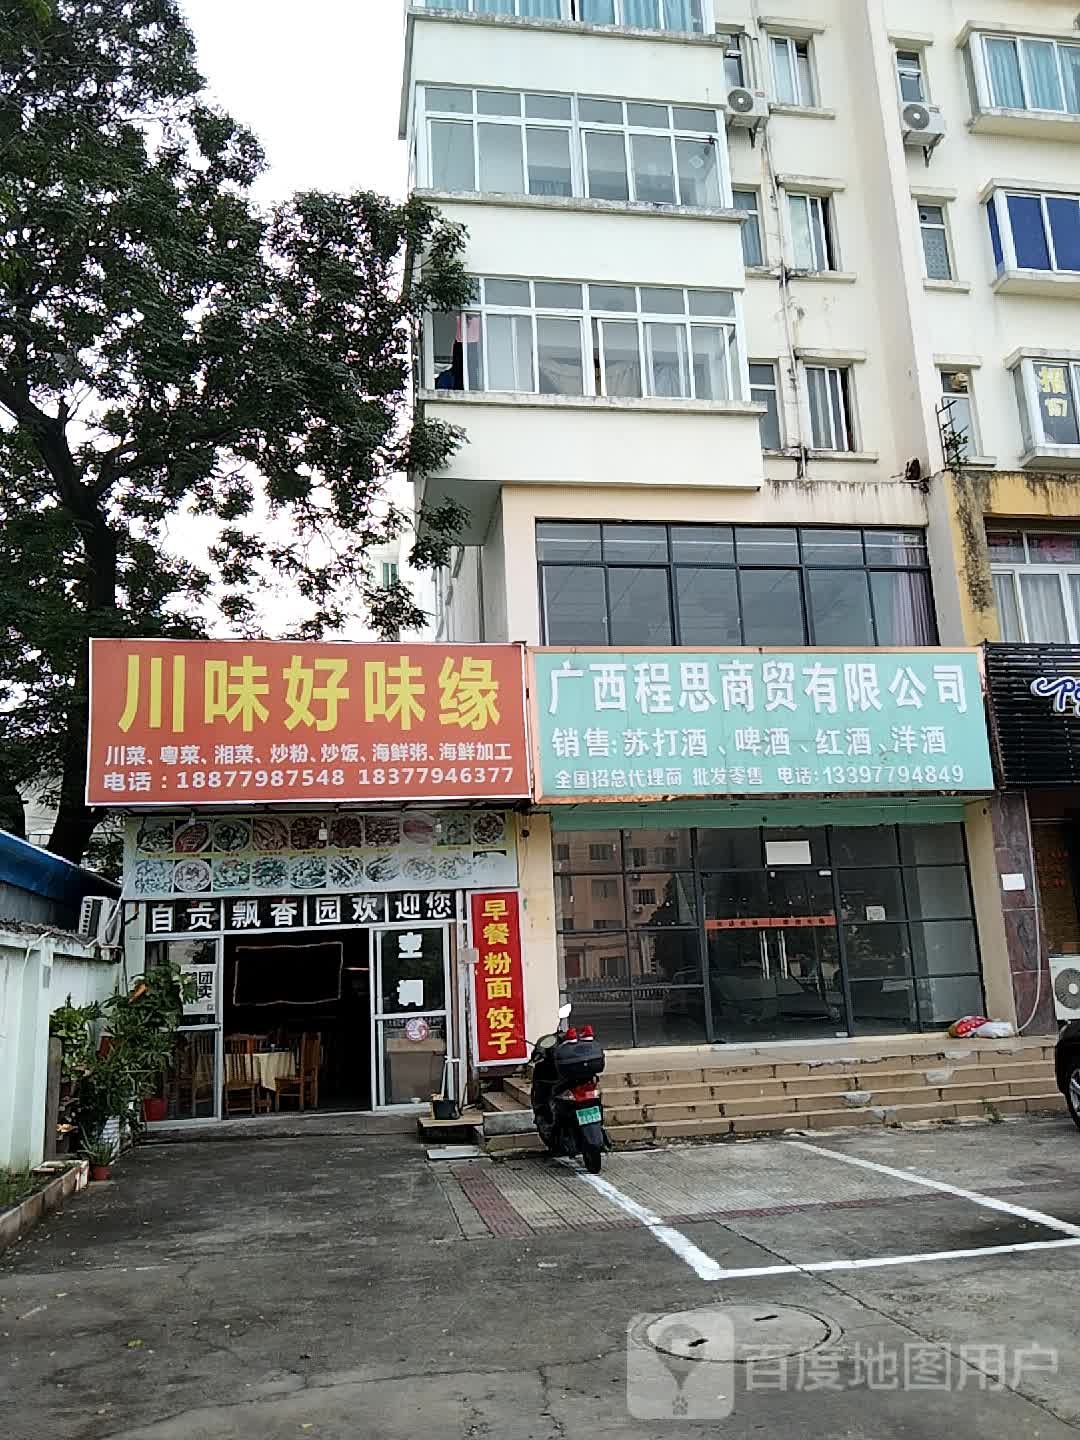 川味好味缘
川菜、粤菜、湘菜、炒粉、炒饭、海鲜粥、海鲜加工
电话：18877987548 18377946377
广西程思商贸有限公司
销售:苏打酒、啤酒、红酒、洋酒
全国招总代理商 批发零售 电话:13397794849
自贡飘香园欢迎您
空调
早餐粉面饺子
招
百度地图用户